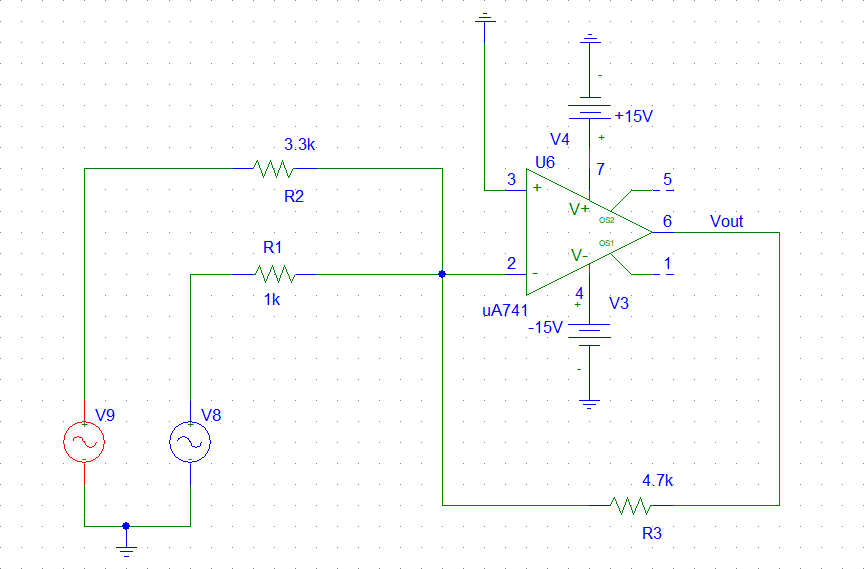 -
+15V
3.3k
V4
+
U6
7
R2
3
+
5
V+
OS2
6
Vout
R1
OS1
V-
2
-
1
1k
4
+
V3
uA741
-15V
-
V9
V8
+
+
-
-
4.7k
R3